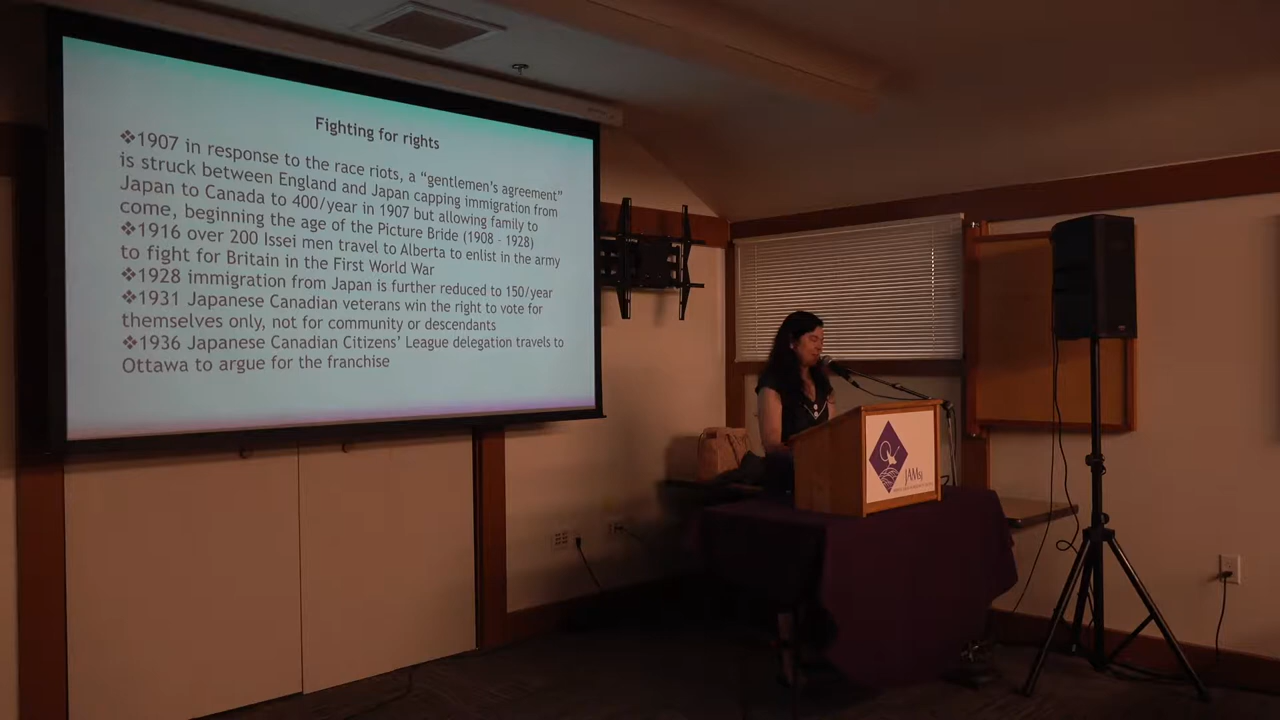 Fighting for rights
❖1907 in response to the race riots, a “gentlemen’s agreement”
is struck between England and Japan capping immigration from
Japan to Canada to 400/year in 1907 but allowing family to
come, beginning the age of the Picture Bride (1908 - 1928)
❖1916 over 200 Issei men travel to Alberta to enlist in the army
to fight for Britain in the First World War
❖1928 immigration from Japan is further reduced to 150/year
❖1931 Japanese Canadian veterans win the right to vote for
themselves only, not for community or descendants
❖1936 Japanese Canadian Citizens’ League delegation travels to
Ottawa to argue for the franchise